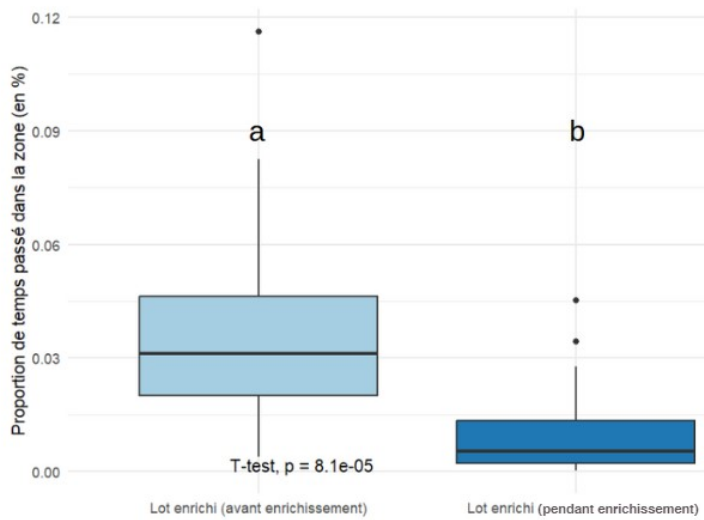 Proportion de temps passé dans la zone (en %)
0.12
0.09
0.06
0.03
0.00
a
b
T-test, p = 8.1e-05
Lot enrichi (avant enrichissement)
Lot enrichi (pendant enrichissement)